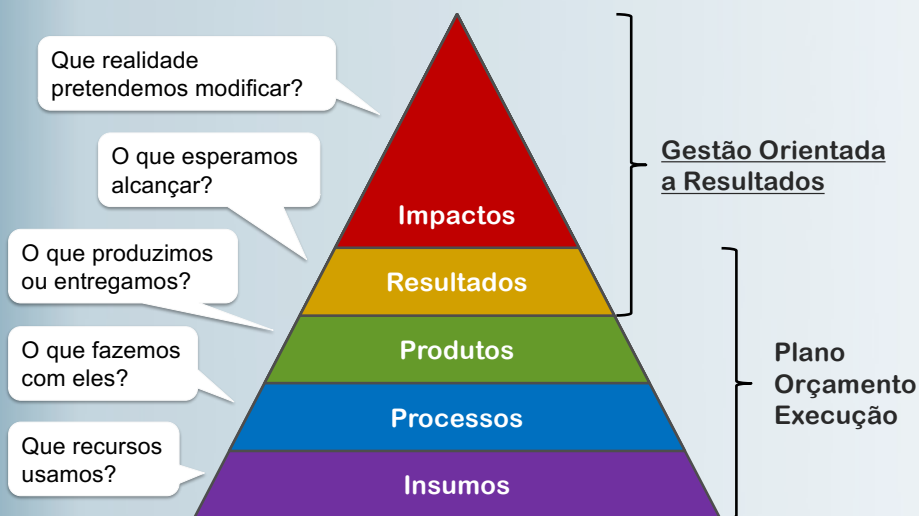 Que realidade
pretendemos modificar?
O que esperamos
alcançar?
Gestão Orientada
a Resultados
Impactos
O que produzimos
ou entregamos?
Resultados
O que fazemos
com eles?
Produtos
Plano
Orçamento
Execução
Processos
Que recursos
usamos?
Insumos